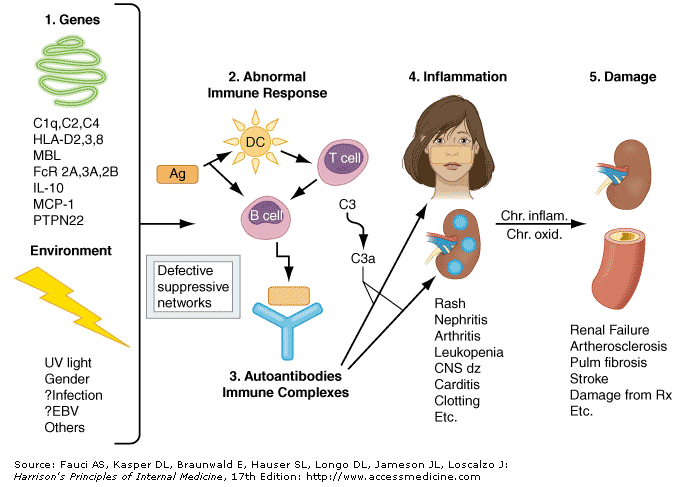 1. Genes
C1q,C2,C4
HLA-D2,3,8
MBL
FcR 2A,3A,2B
IL-10
MCP-1
PTPN22
Environment
UV light
Gender
?Infection
?EBV
Others
2. Abnormal
Immune Response
DC
T cell
Ag
B cell
C3
C3a
Defective
suppressive
networks
3. Autoantibodies
Immune Complexes
4. Inflammation
Rash
Nephritis
Arthritis
Leukopenia
CNS dz
Carditis
Clotting
Etc.
Chr. inflam.
Chr. oxid.
5. Damage
Renal Failure
Artherosclerosis
Pulm fibrosis
Stroke
Damage from Rx
Etc.
Source: Fauci AS, Kasper DL, Braunwald E, Hauser SL, Longo DL, Jameson JL, Loscalzo J:
Harrison's Principles of Internal Medicine, 17th Edition: http://www.accessmedicine.com